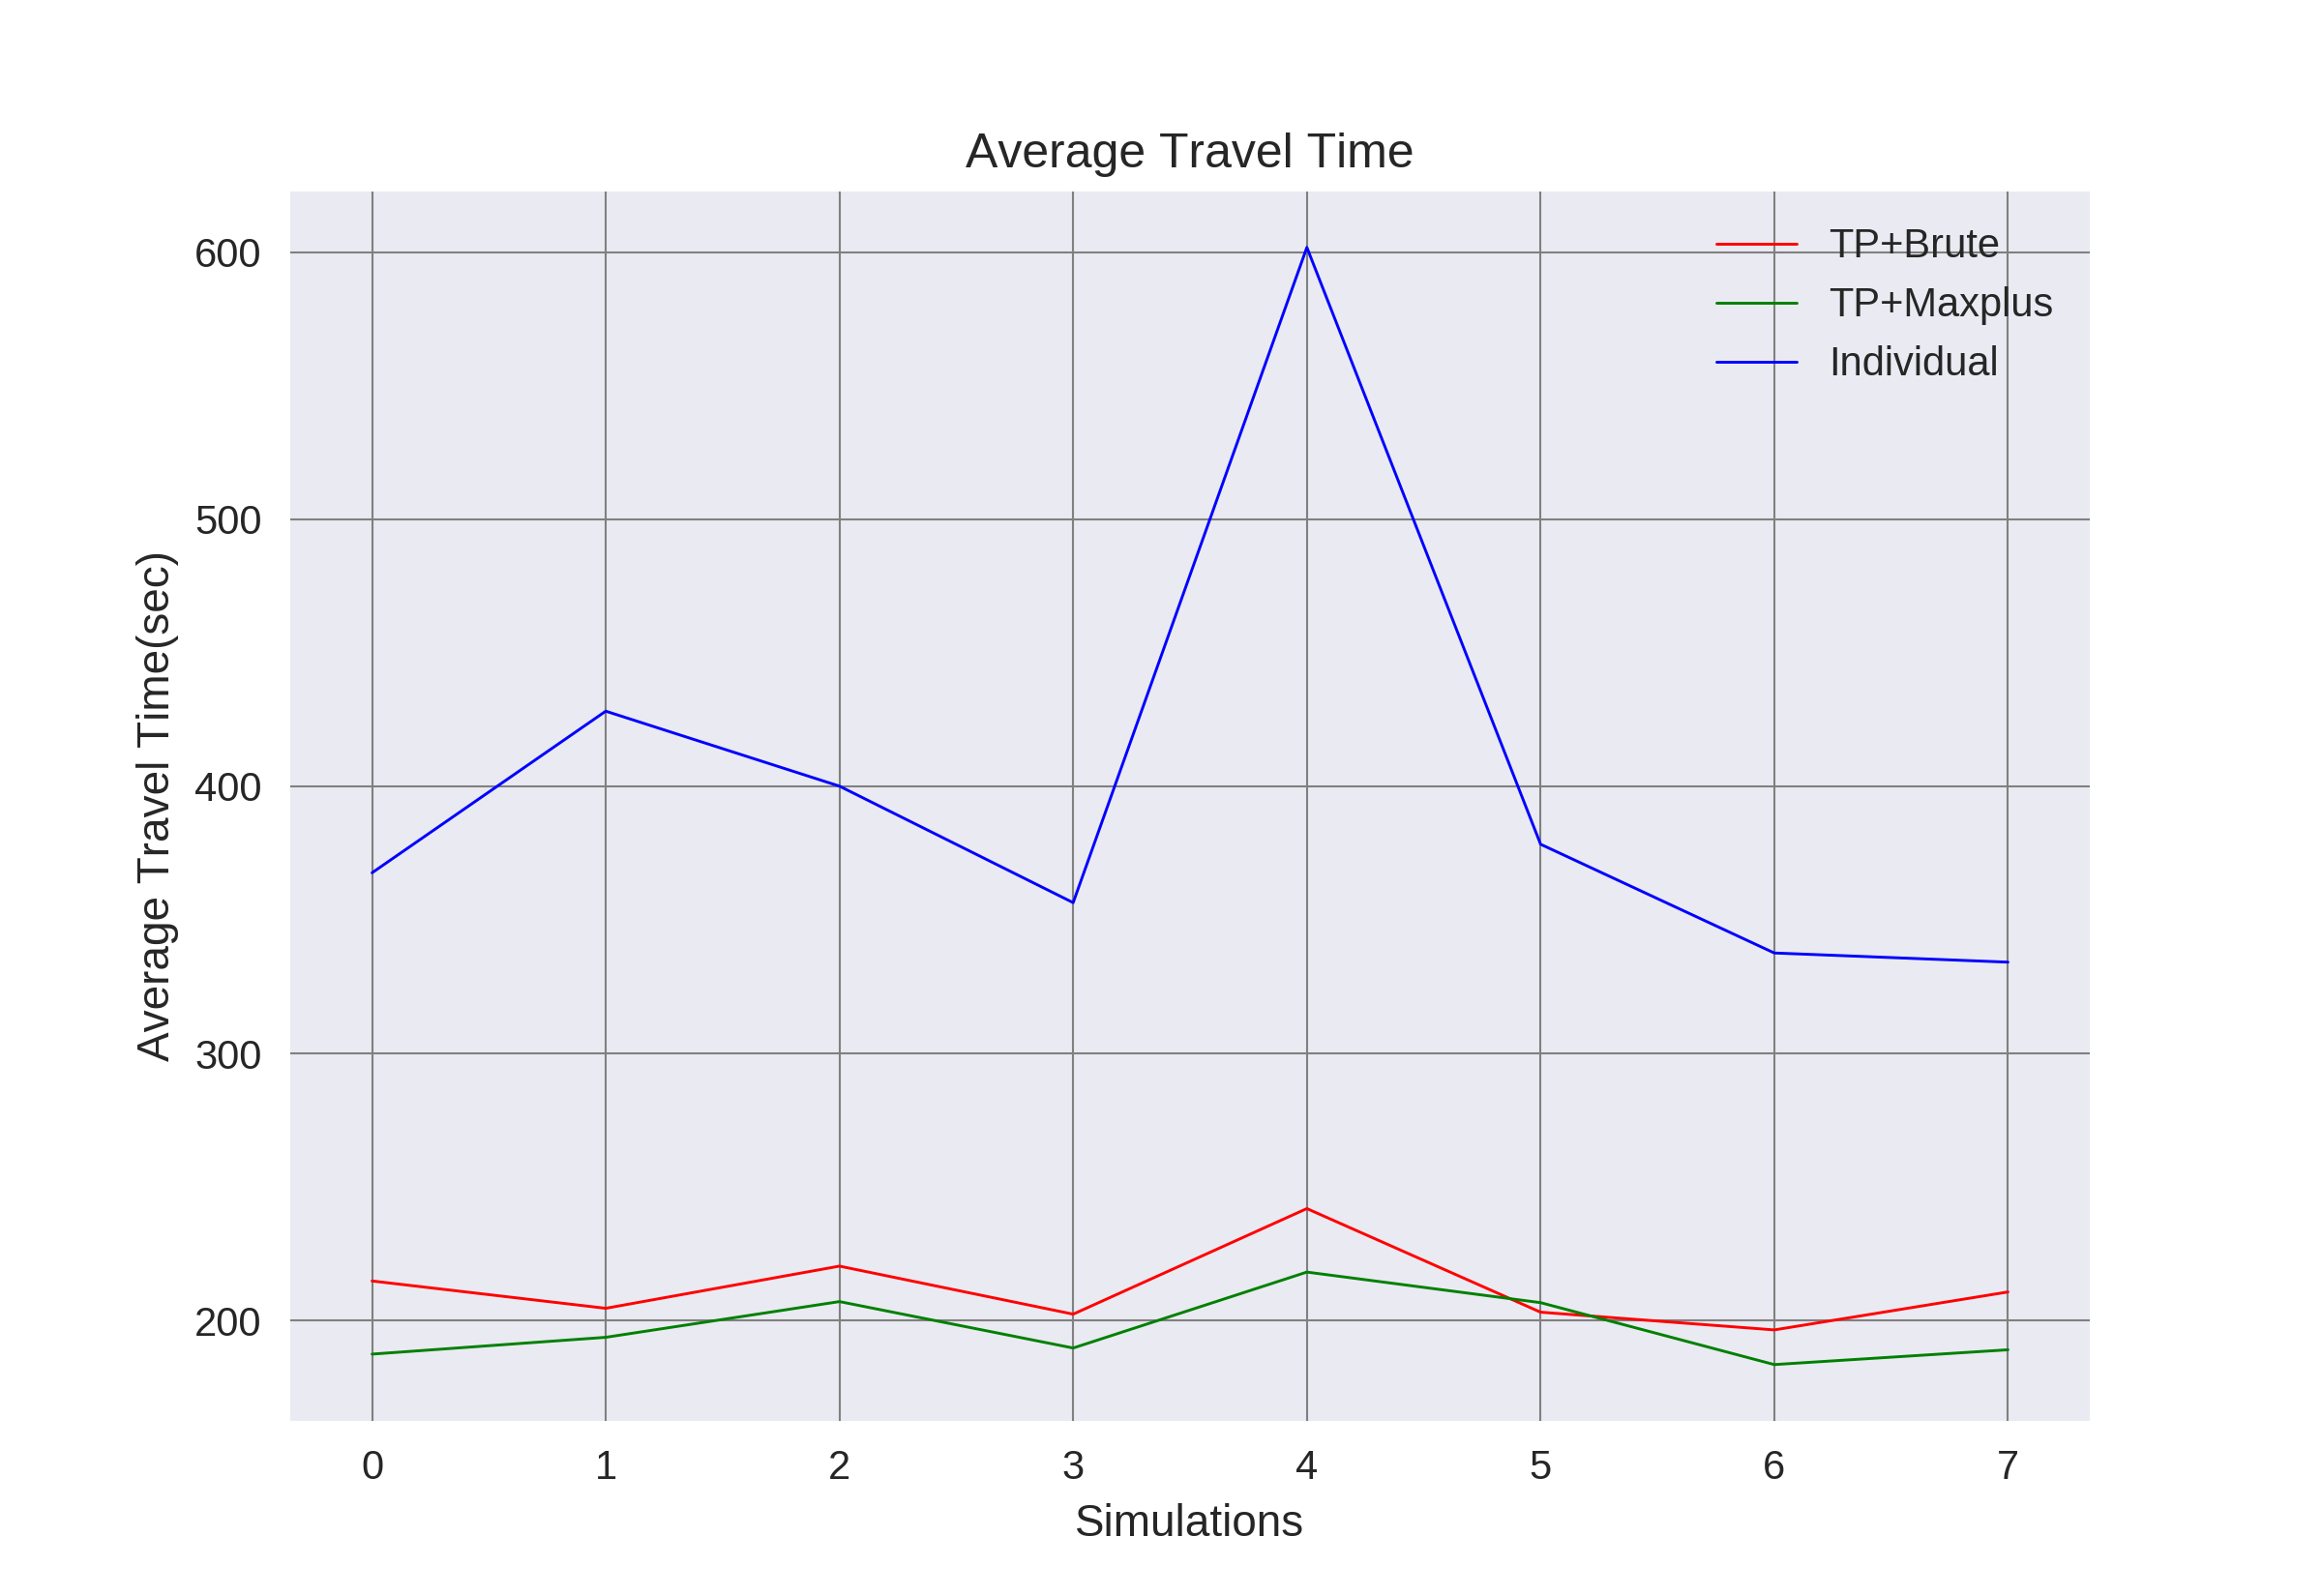 Average Travel Time
600
500
400
300
200
Average Travel Time(sec)
TP+Brute
TP+Maxplus
Individual
0 1 2 3 4 5 6 7
Simulations